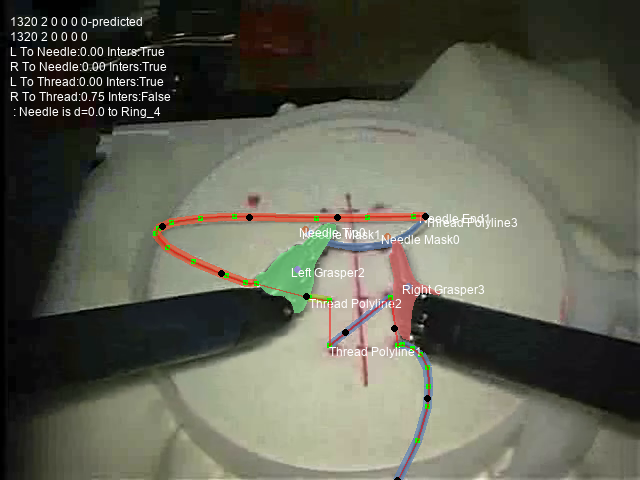 1320 2 0 0 0 0-predicted
1320 2 0 0 0 0
L To Needle:0.00 Inters:True
R To Needle:0.00 Inters:True
L To Thread:0.00 Inters:True
R To Thread:0.75 Inters:False
: Needle is d=0.0 to Ring_4
Needle End1
Thread Polyline3
Needle Tip0
Needle Mask1
Needle Mask0
Left Grasper2
Right Grasper3
Thread Polyline2
Thread Polyline1